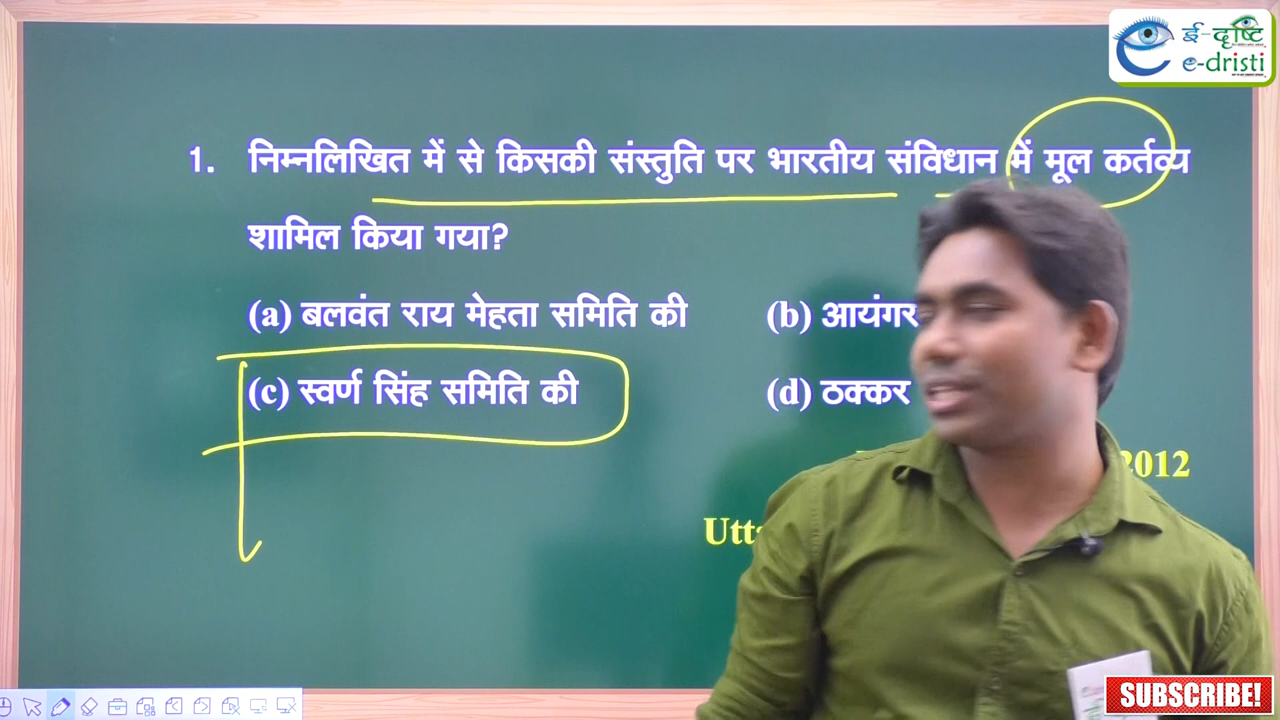 ई-दृष्टि
e-dristi
1. निम्नलिखित में से किसकी संस्तुति पर भारतीय संविधान में मूल कर्तव्य
शामिल किया गया?
(a) बलवंत राय मेहता समिति की (b) आयंगर
(c) स्वर्ण सिंह समिति की (d) ठक्कर
2012
SUBSCRIBE!